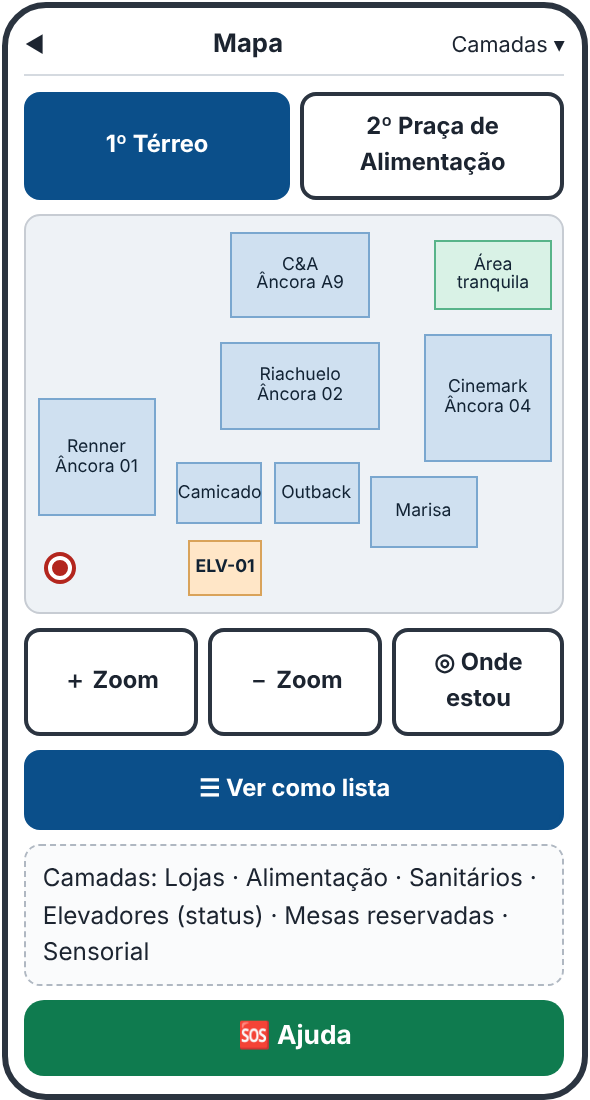 ◀ Mapa Camadas ▾
1º Térreo
2º Praça de
Alimentação
C&A
Âncora A9
Área
tranquila
Riachuelo
Âncora 02
Cinemark
Âncora 04
Renner
Âncora 01
Camicado
Outback
Marisa
ELV-01
+ Zoom
− Zoom
◎ Onde
estou
☰ Ver como lista
Camadas: Lojas · Alimentação · Sanitários ·
Elevadores (status) · Mesas reservadas ·
Sensorial
🆘 Ajuda